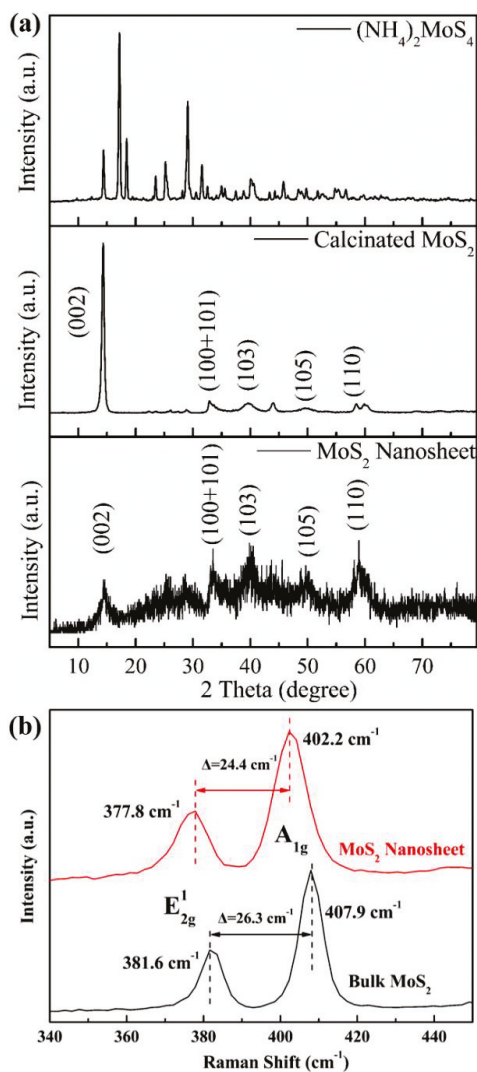 (a)
(NH₄)₂MoS₄
Intensity (a.u.)
Calcinated MoS₂
(002)
(100+101)
(103)
(105)
(110)
Intensity (a.u.)
MoS₂ Nanosheet
(002)
(100+101)
(103)
(105)
(110)
Intensity (a.u.)
10 20 30 40 50 60 70
2 Theta (degree)
(b)
402.2 cm⁻¹
Δ=24.4 cm⁻¹
377.8 cm⁻¹
A₁g
MoS₂ Nanosheet
E¹₂g
Δ=26.3 cm⁻¹
407.9 cm⁻¹
381.6 cm⁻¹
Bulk MoS₂
Intensity (a.u.)
340 360 380 400 420 440
Raman Shift (cm⁻¹)